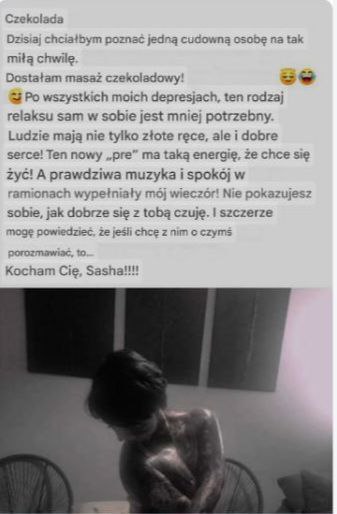 Czekolada
Dzisiaj chciałbym poznać jedną cudowną osobę na tak
miłą chwilę.
Dostałam masaż czekoladowy! 😇😂
😅 Po wszystkich moich depresjach, ten rodzaj
relaksu sam w sobie jest mniej potrzebny.
Ludzie mają nie tylko złote ręce, ale i dobre
serce! Ten nowy „pre” ma taką energię, że chce się
żyć! A prawdziwa muzyka i spokój w
ramionach wypełniały mój wieczór! Nie pokazujesz
sobie, jak dobrze się z tobą czuję. I szczerze
mogę powiedzieć, że jeśli chcę z nim o czymś
porozmawiać, to...
Kocham Cię, Sasha!!!!